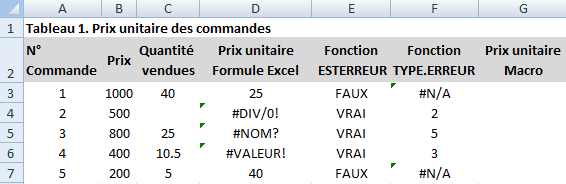 A B C D E F G
1 Tableau 1. Prix unitaire des commandes
2 N° Commande Prix Quantité vendues Prix unitaire Formule Excel Fonction ESTERREUR Fonction TYPE.ERREUR Prix unitaire Macro
3 1 1000 40 25 FAUX #N/A
4 2 500 #DIV/0! VRAI 2
5 3 800 25 #NOM? VRAI 5
6 4 400 10.5 #VALEUR! VRAI 3
7 5 200 5 40 FAUX #N/A